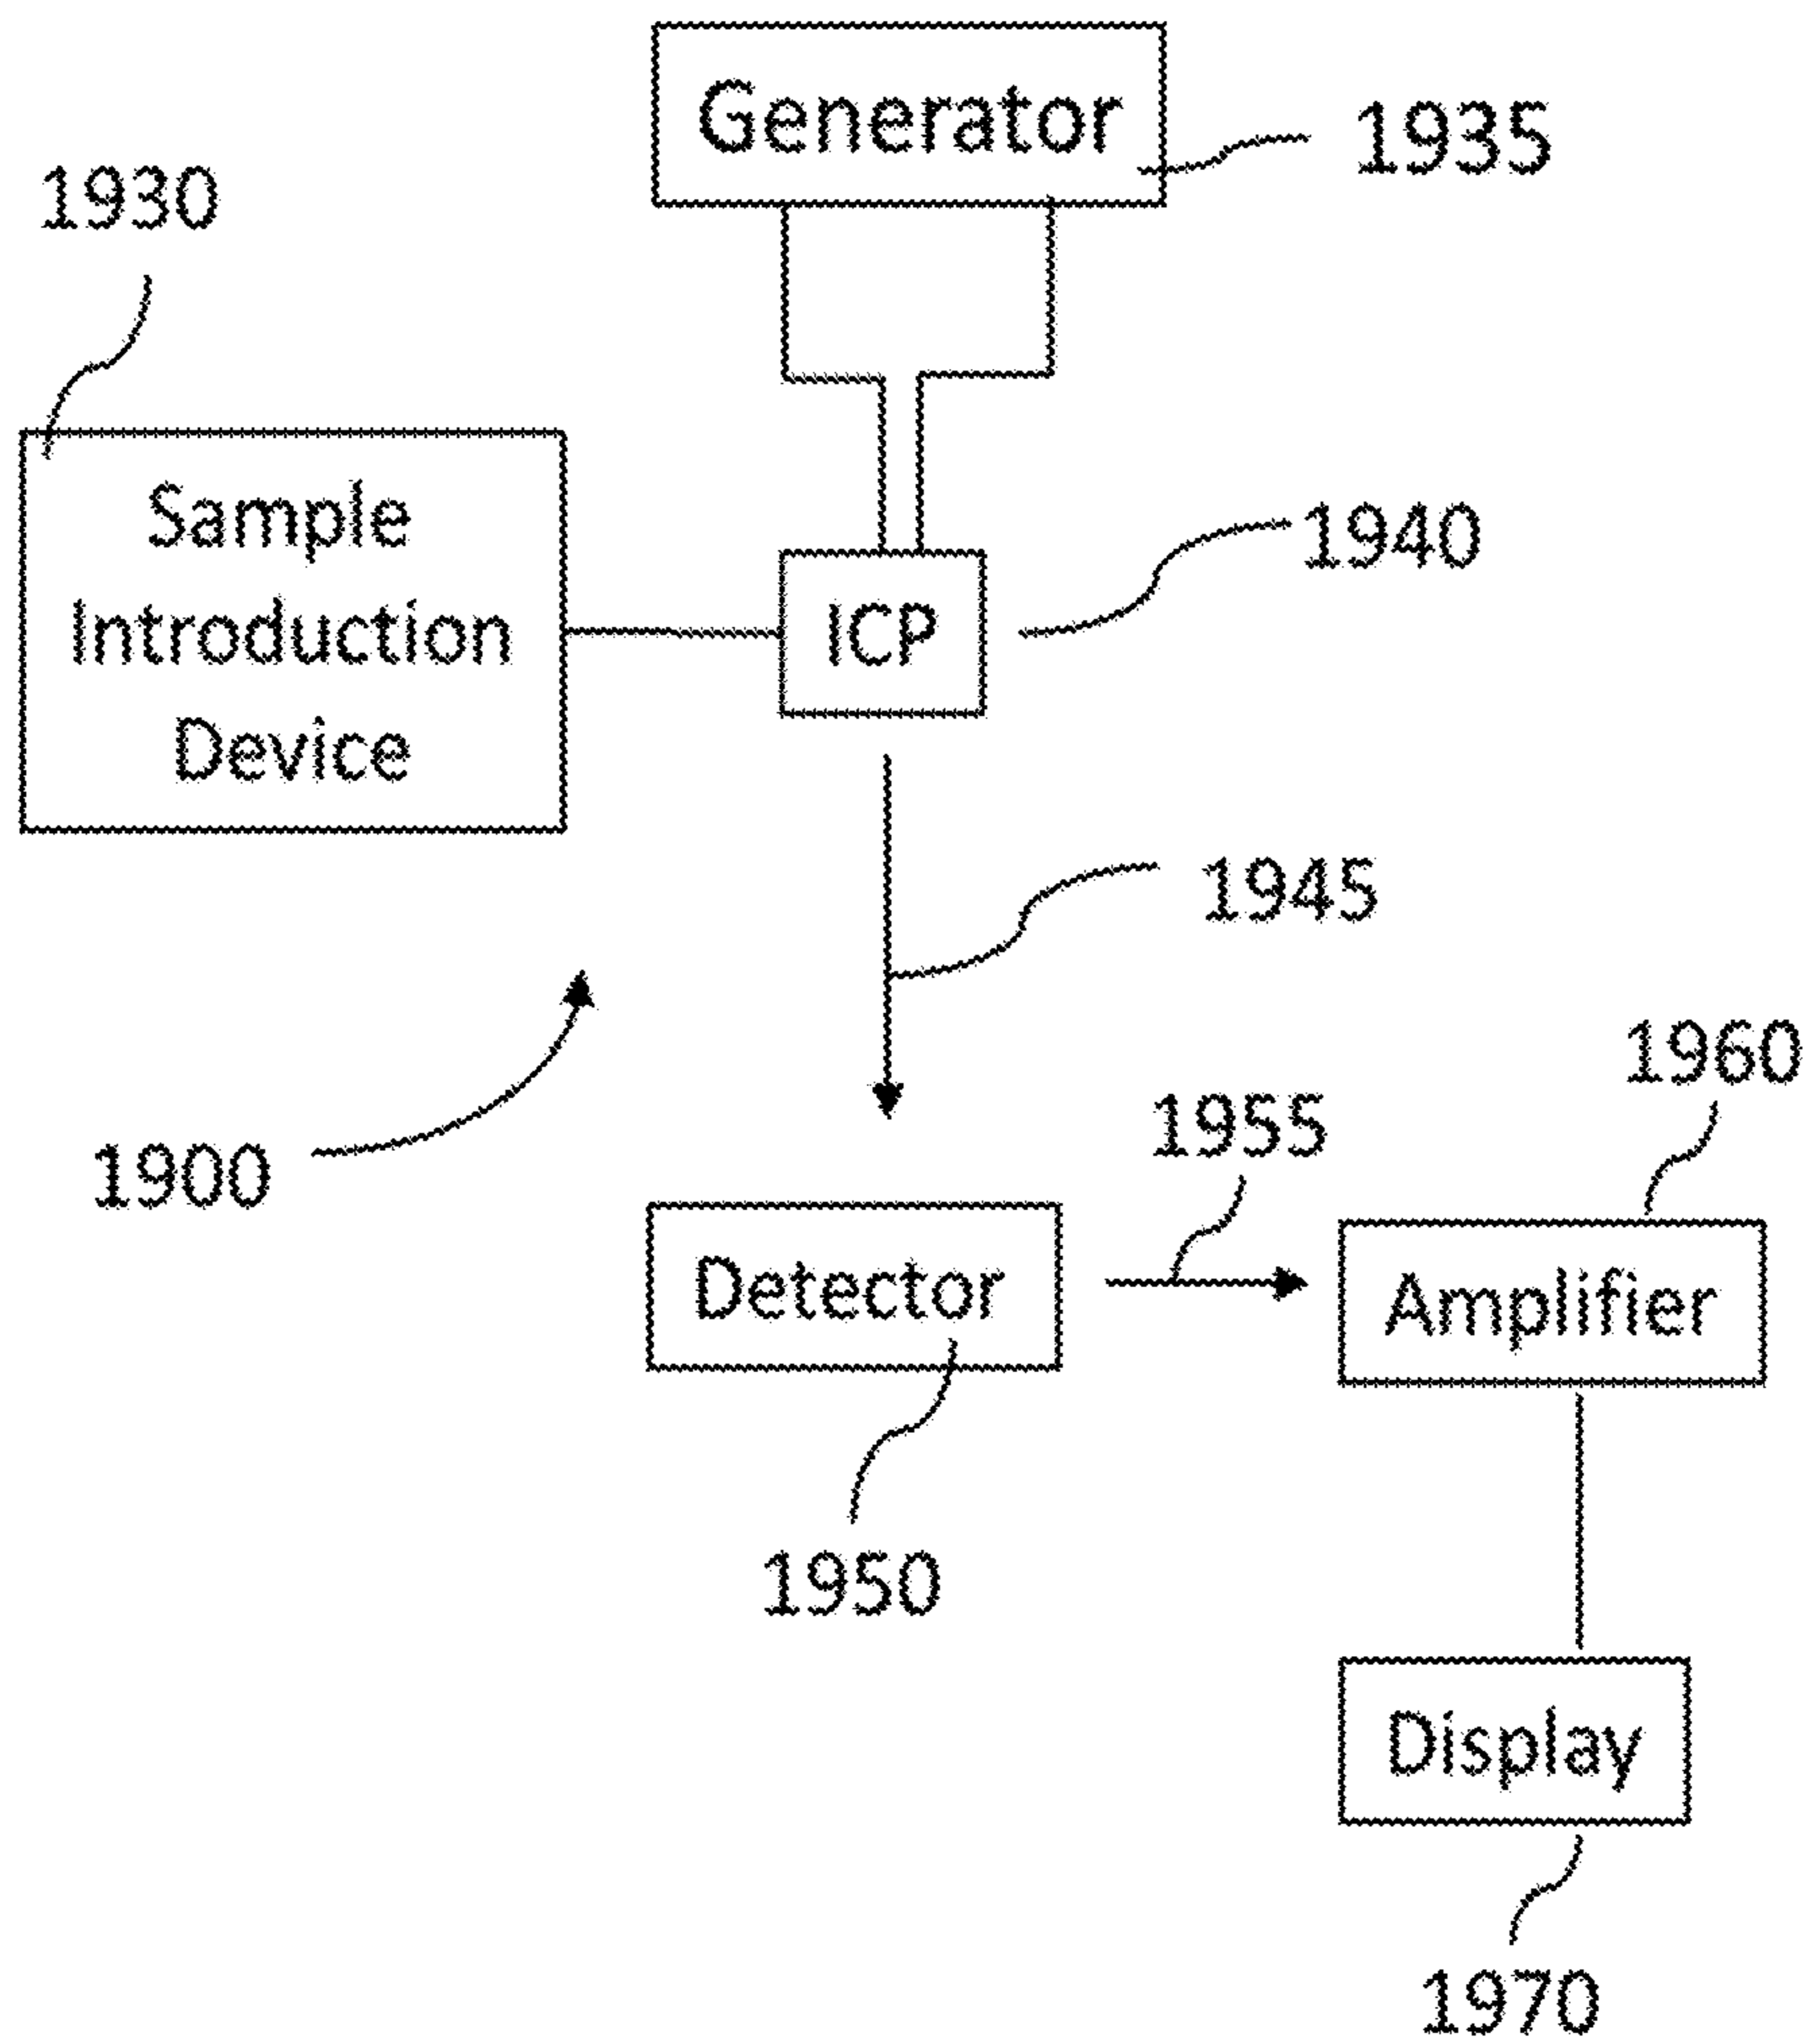 Generator
1935
1930
Sample
Introduction
Device
ICP
1940
1945
1900
1955
1960
Detector
Amplifier
1950
Display
1970